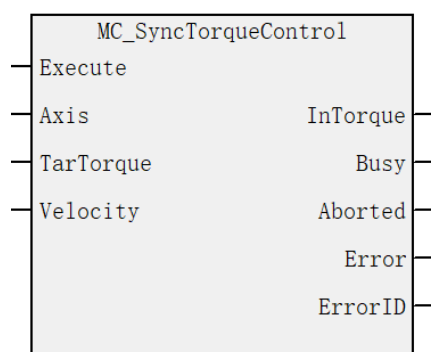 MC_SyncTorqueControl
Execute
Axis InTorque
TarTorque Busy
Velocity Aborted
Error
ErrorID